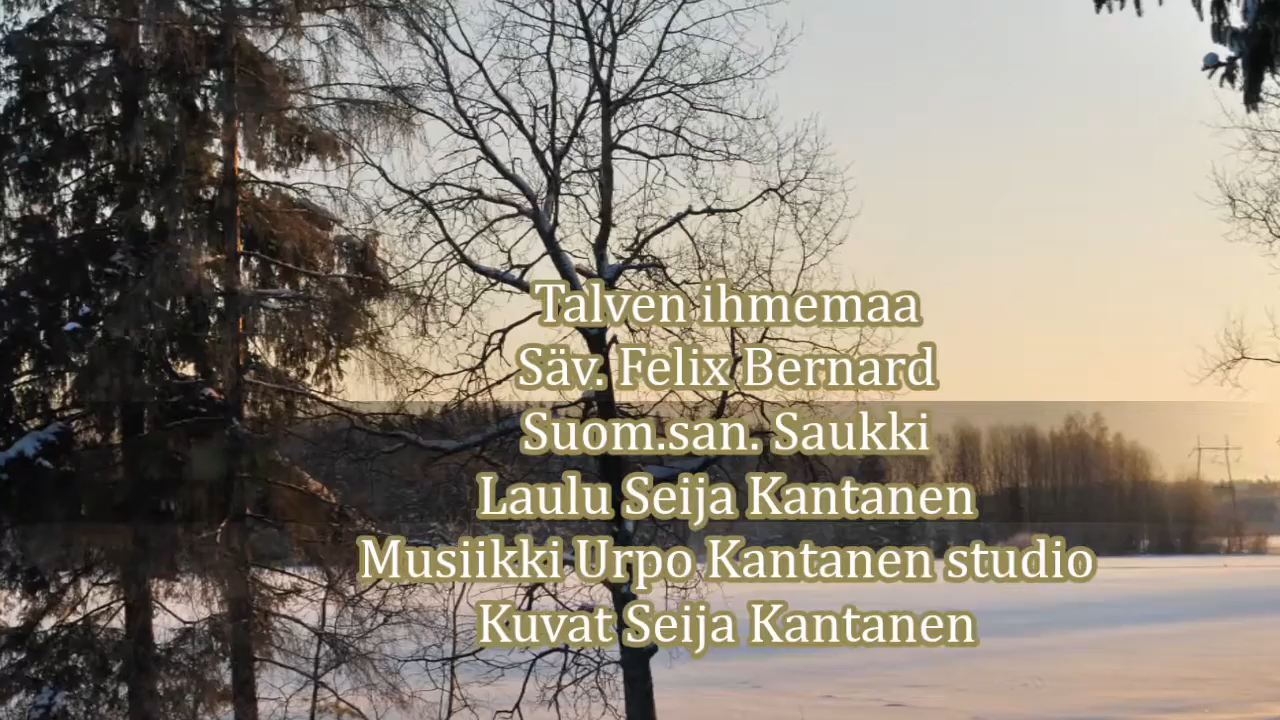 Talven ihmemaa
Säv. Felix Bernard
Suom.san. Saukki
Laulu Seija Kantanen
Musiikki Urpo Kantanen studio
Kuvat Seija Kantanen